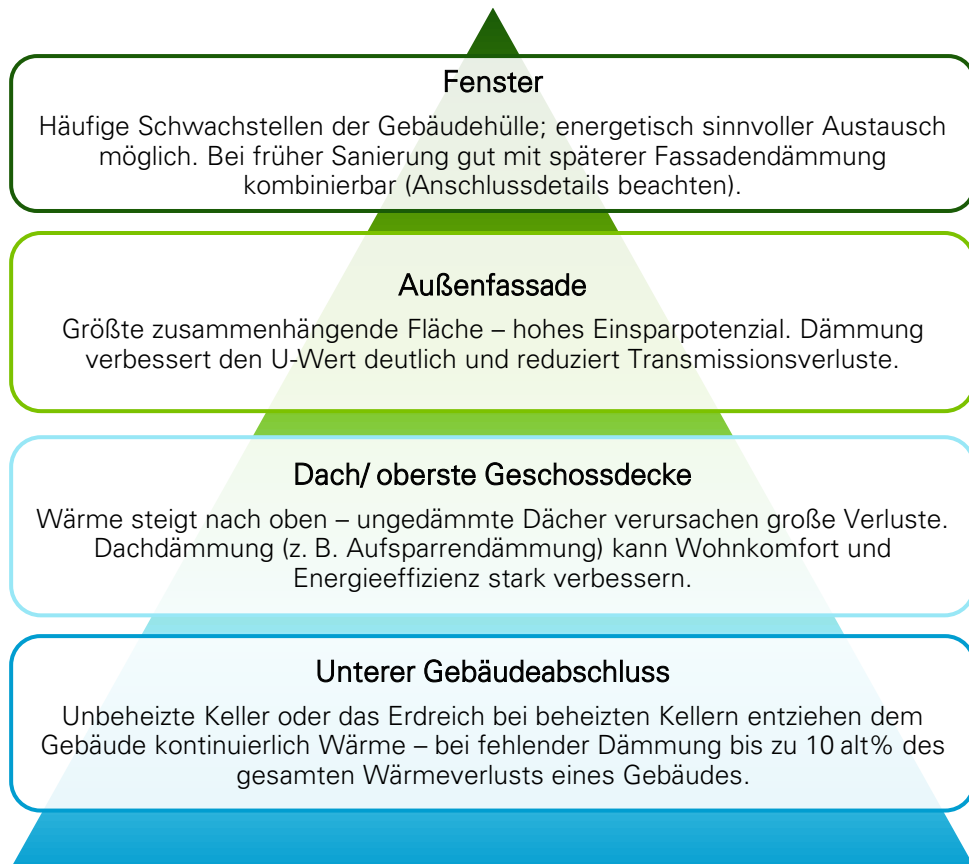 Fenster
Häufige Schwachstellen der Gebäudehülle; energetisch sinnvoller Austausch
möglich. Bei früher Sanierung gut mit späterer Fassadendämmung
kombinierbar (Anschlussdetails beachten).
Außenfassade
Größte zusammenhängende Fläche – hohes Einsparpotenzial. Dämmung
verbessert den U-Wert deutlich und reduziert Transmissionsverluste.
Dach/ oberste Geschossdecke
Wärme steigt nach oben – ungedämmte Dächer verursachen große Verluste.
Dachdämmung (z. B. Aufsparrendämmung) kann Wohnkomfort und
Energieeffizienz stark verbessern.
Unterer Gebäudeabschluss
Unbeheizte Keller oder das Erdreich bei beheizten Kellern entziehen dem
Gebäude kontinuierlich Wärme – bei fehlender Dämmung bis zu 10 alt% des
gesamten Wärmeverlusts eines Gebäudes.